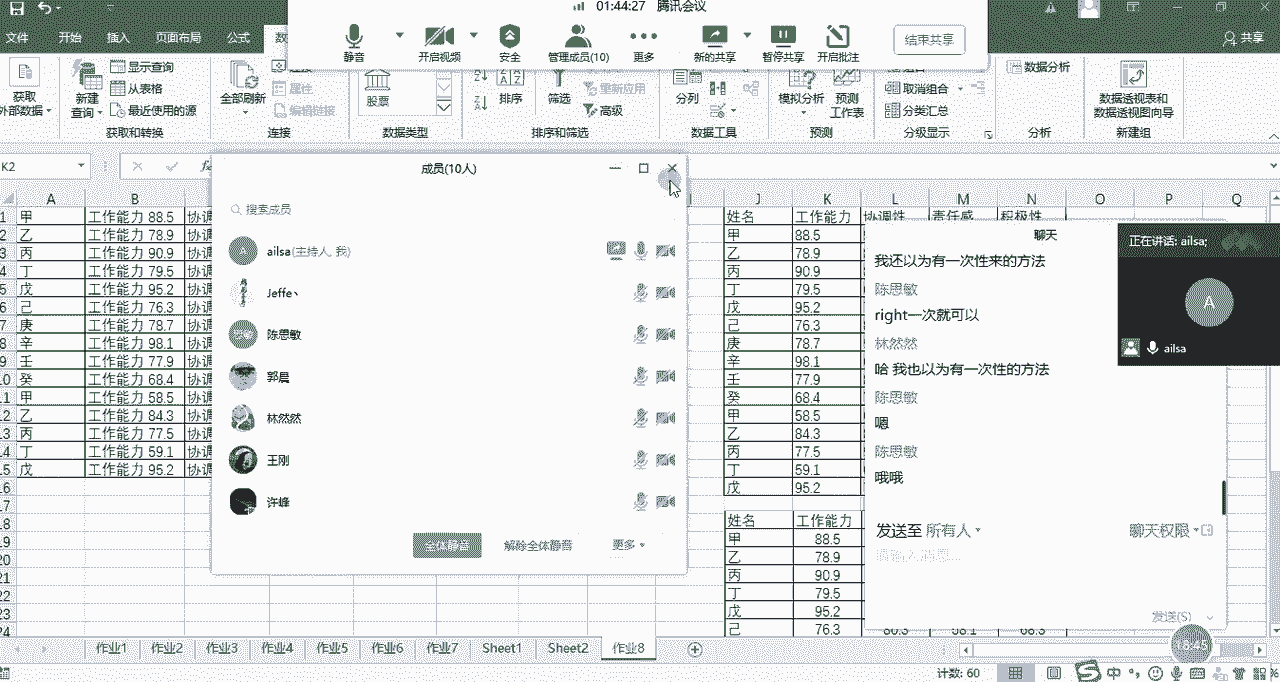 01:44:27 腾讯会议
文件 开始 插入 页面布局 公式 数
静音 开启视频 安全 管理成员(10) 更多 新的共享 暂停共享 开启批注 结束共享
共享
获取
外部数据
新建
查询
显示查询
从表格
最近使用的源
获取和转换
全部刷新
属性
编辑链接
连接
股票
数据类型
排序
筛选
重新应用
高级
排序和筛选
分列
数据工具
模拟分析
预测
工作表
预测
取消组合
分类汇总
分级显示
数据分析
分析
数据透视表和
数据透视图向导
新建组
K2
A B J K L M N O P Q
甲 工作能力 88.5 协调
乙 工作能力 78.9 协调
丙 工作能力 90.9 协调
丁 工作能力 79.5 协调
戊 工作能力 95.2 协调
己 工作能力 76.3 协调
庚 工作能力 78.7 协调
辛 工作能力 98.1 协调
壬 工作能力 77.9 协调
癸 工作能力 68.4 协调
甲 工作能力 58.5 协调
乙 工作能力 84.3 协调
丙 工作能力 77.5 协调
丁 工作能力 59.1 协调
戊 工作能力 95.2 协调
成员(10人)
搜索成员
ailsa(主持人, 我)
Jeffe丶
陈思敏
郭晨
林然然
王刚
许峰
全体静音 解除全体静音 更多
姓名 工作能力 协调性 责任感 积极性
甲 88.5
乙 78.9
丙 90.9
丁 79.5
戊 95.2
己 76.3
庚 78.7
辛 98.1
壬 77.9
癸 68.4
甲 58.5
乙 84.3
丙 77.5
丁 59.1
戊 95.2
姓名 工作能力
甲 88.5
乙 78.9
丙 90.9
丁 79.5
戊 95.2
己 76.3 80.3 58.1 68.3
聊天
我还以为有一次性来的方法
陈思敏
right一次就可以
林然然
哈 我也以为有一次性的方法
陈思敏
嗯
陈思敏
哦哦
发送至 所有人 聊天权限
发送(S)
正在讲话: ailsa;
A
ailsa
作业1 作业2 作业3 作业4 作业5 作业6 作业7 Sheet1 Sheet2 作业8
18:45
计数: 60
中